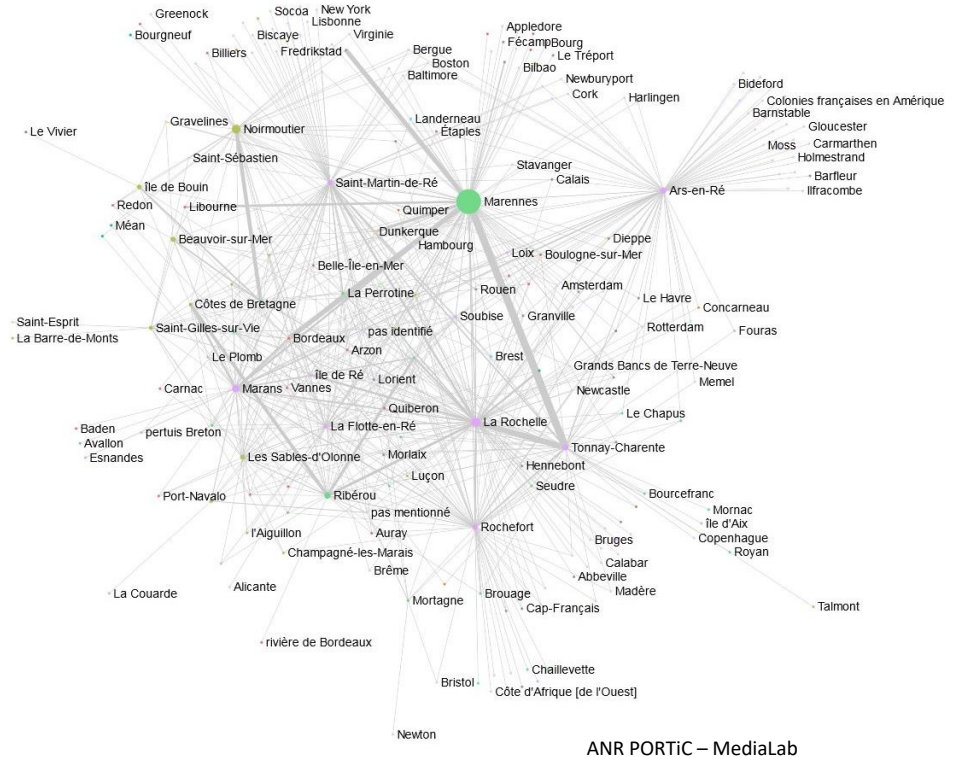 Greenock
Socoa
New York
Lisbonne
Bourgneuf
Biscaye
Virginie
Appledore
Billiers
Fredrikstad
Bergue
Fécamp
Bourg
Boston
Le Tréport
Baltimore
Bilbao
Newburyport
Bideford
Cork
Harlingen
Colonies françaises en Amérique
Barnstable
Gravelines
Noirmoutier
Landerneau
Gloucester
Le Vivier
Étaples
Moss
Carmarthen
Saint-Sébastien
Holmestrand
Stavanger
Île de Bouin
Saint-Martin-de-Ré
Calais
Barfleur
Ars-en-Ré
Ilfracombe
Redon
Libourne
Quimper
Marennes
Méan
Dunkerque
Beauvoir-sur-Mer
Hambourg
Dieppe
Loix
Boulogne-sur-Mer
Belle-Île-en-Mer
Amsterdam
La Perrotine
Rouen
Le Havre
Côtes de Bretagne
Concarneau
Saint-Esprit
Soubise
Granville
Saint-Gilles-sur-Vie
Rotterdam
Fouras
La Barre-de-Monts
Bordeaux
pas identifié
Arzon
Le Plomb
Brest
Grands Bancs de Terre-Neuve
île de Ré
Lorient
Memel
Carnac
Marans
Vannes
Newcastle
Quiberon
Le Chapus
La Flotte-en-Ré
La Rochelle
Baden
pertuis Breton
Avallon
Tonnay-Charente
Esnandes
Les Sables-d'Olonne
Morlaix
Hennebont
Luçon
Seudre
Port-Navalo
Ribérou
Bourcefranc
pas mentionné
Mornac
l'Aiguillon
Auray
Rochefort
île d'Aix
Bruges
Copenhague
Champagné-les-Marais
Royan
Calabar
Brême
Abbeville
La Couarde
Alicante
Mortagne
Brouage
Madère
Cap-Français
Talmont
rivière de Bordeaux
Chaillevette
Bristol
Côte d'Afrique [de l'Ouest]
Newton
ANR PORTiC – MediaLab